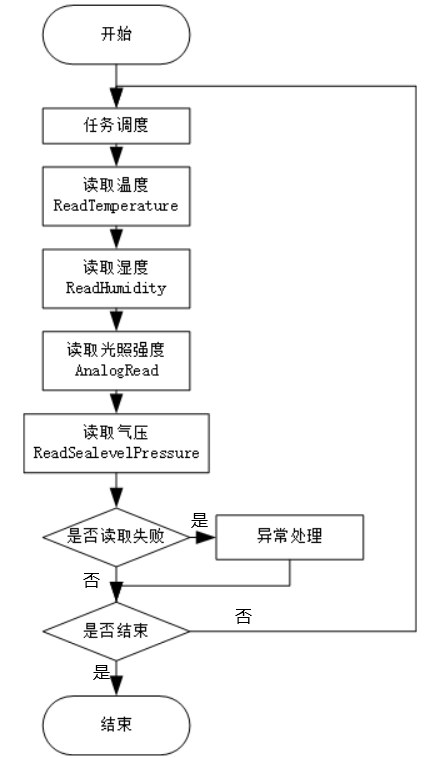 开始
任务调度
读取温度
ReadTemperature
读取湿度
ReadHumidity
读取光照强度
AnalogRead
读取气压
ReadSealevelPressure
是否读取失败
是
异常处理
否
是否结束
否
是
结束